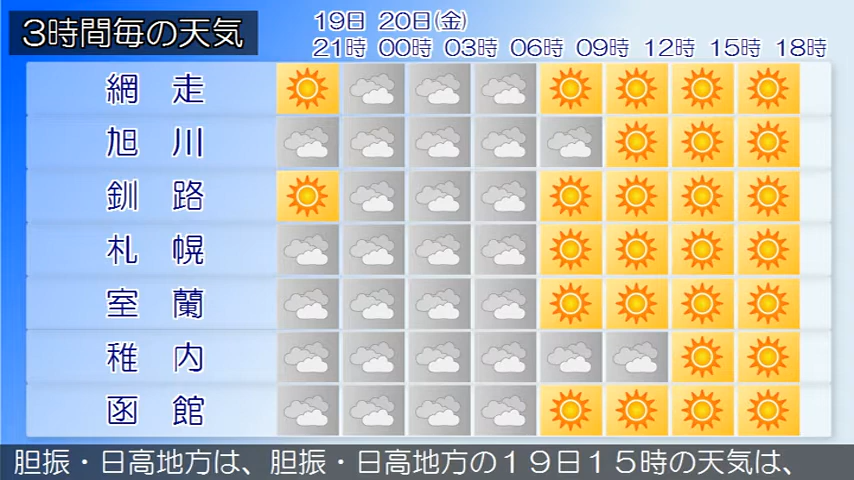 3時間毎の天気
19日 20日(金)
21時 00時 03時 06時 09時 12時 15時 18時
網走
旭川
釧路
札幌
室蘭
稚内
函館
胆振・日高地方は、胆振・日高地方の19日15時の天気は、